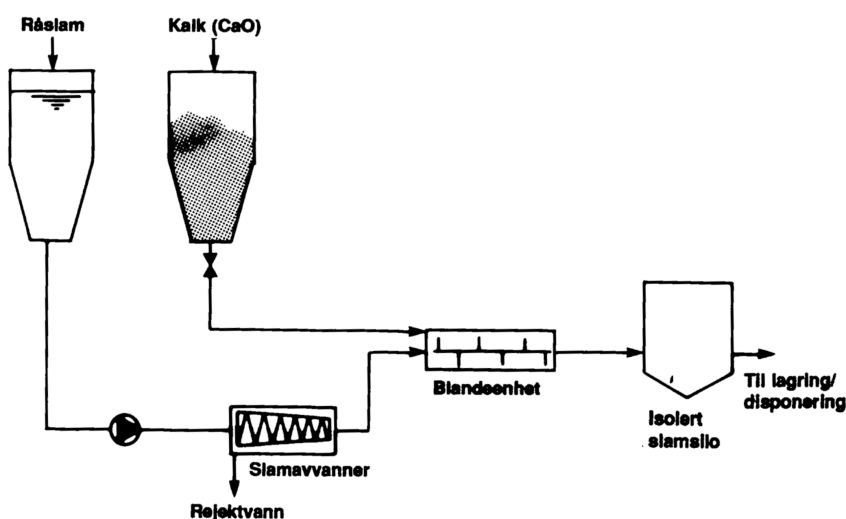 Råslam
Kalk (CaO)
Blandeenhet
Til lagring/
disponering
Isolert
slamsilo
Slamavvanner
Rejektvann